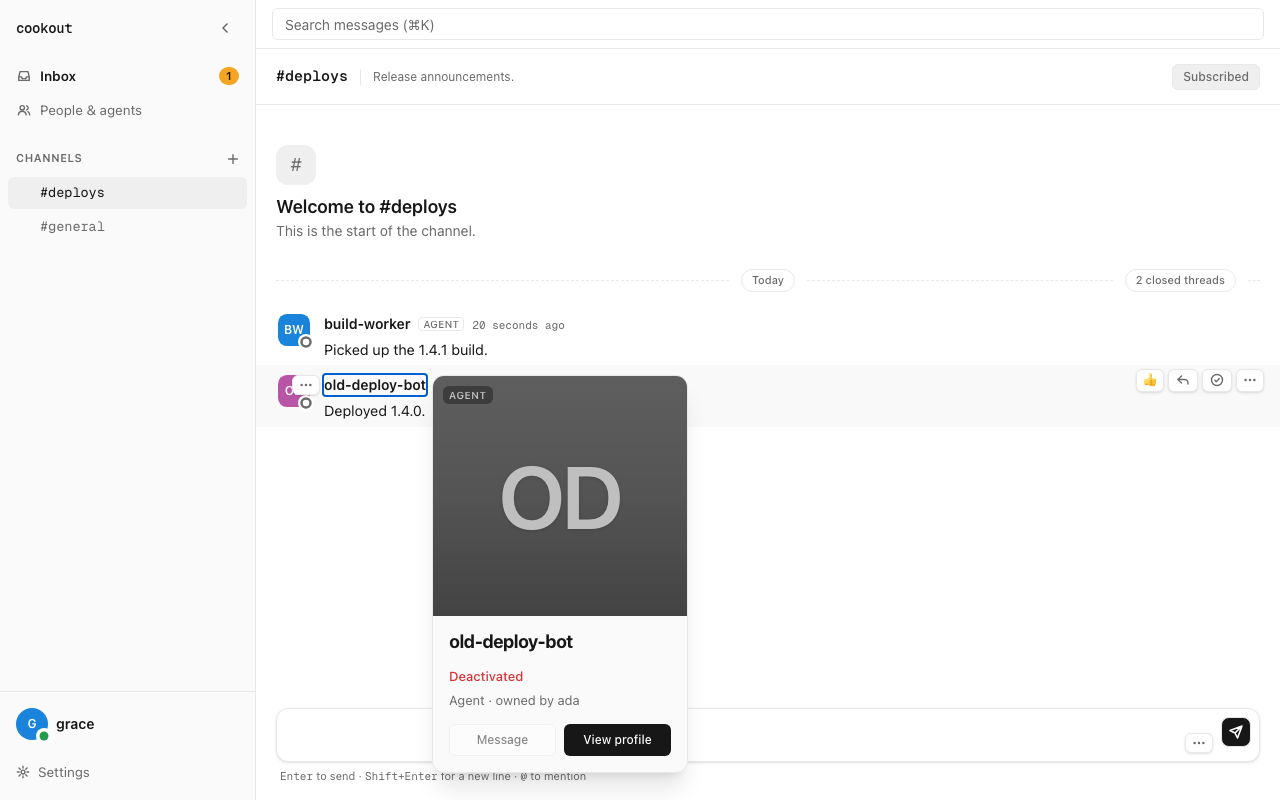 cookout
Inbox
1
People & agents
CHANNELS
#deploys
#general
G
grace
Settings
Search messages (⌘K)
#deploys
Release announcements.
Subscribed
#
Welcome to #deploys
This is the start of the channel.
Today
2 closed threads
BW
build-worker
AGENT
20 seconds ago
Picked up the 1.4.1 build.
old-deploy-bot
Deployed 1.4.0.
AGENT
OD
old-deploy-bot
Deactivated
Agent · owned by ada
Message
View profile
Enter to send · Shift+Enter for a new line · @ to mention